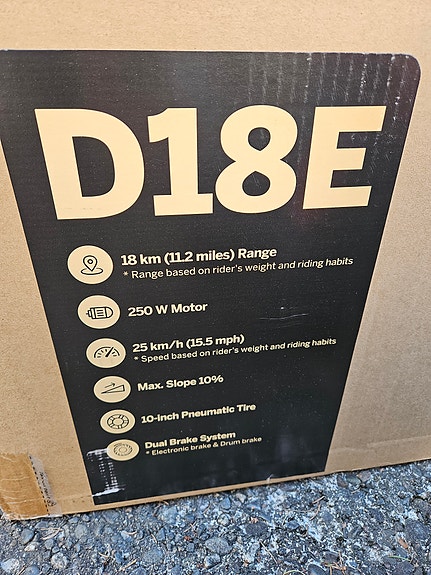 D18E
18 km (11.2 miles) Range
* Range based on rider's weight and riding habits
250 W Motor
25 km/h (15.5 mph)
* Speed based on rider's weight and riding habits
Max. Slope 10%
10-inch Pneumatic Tire
Dual Brake System
* Electronic brake & Drum brake